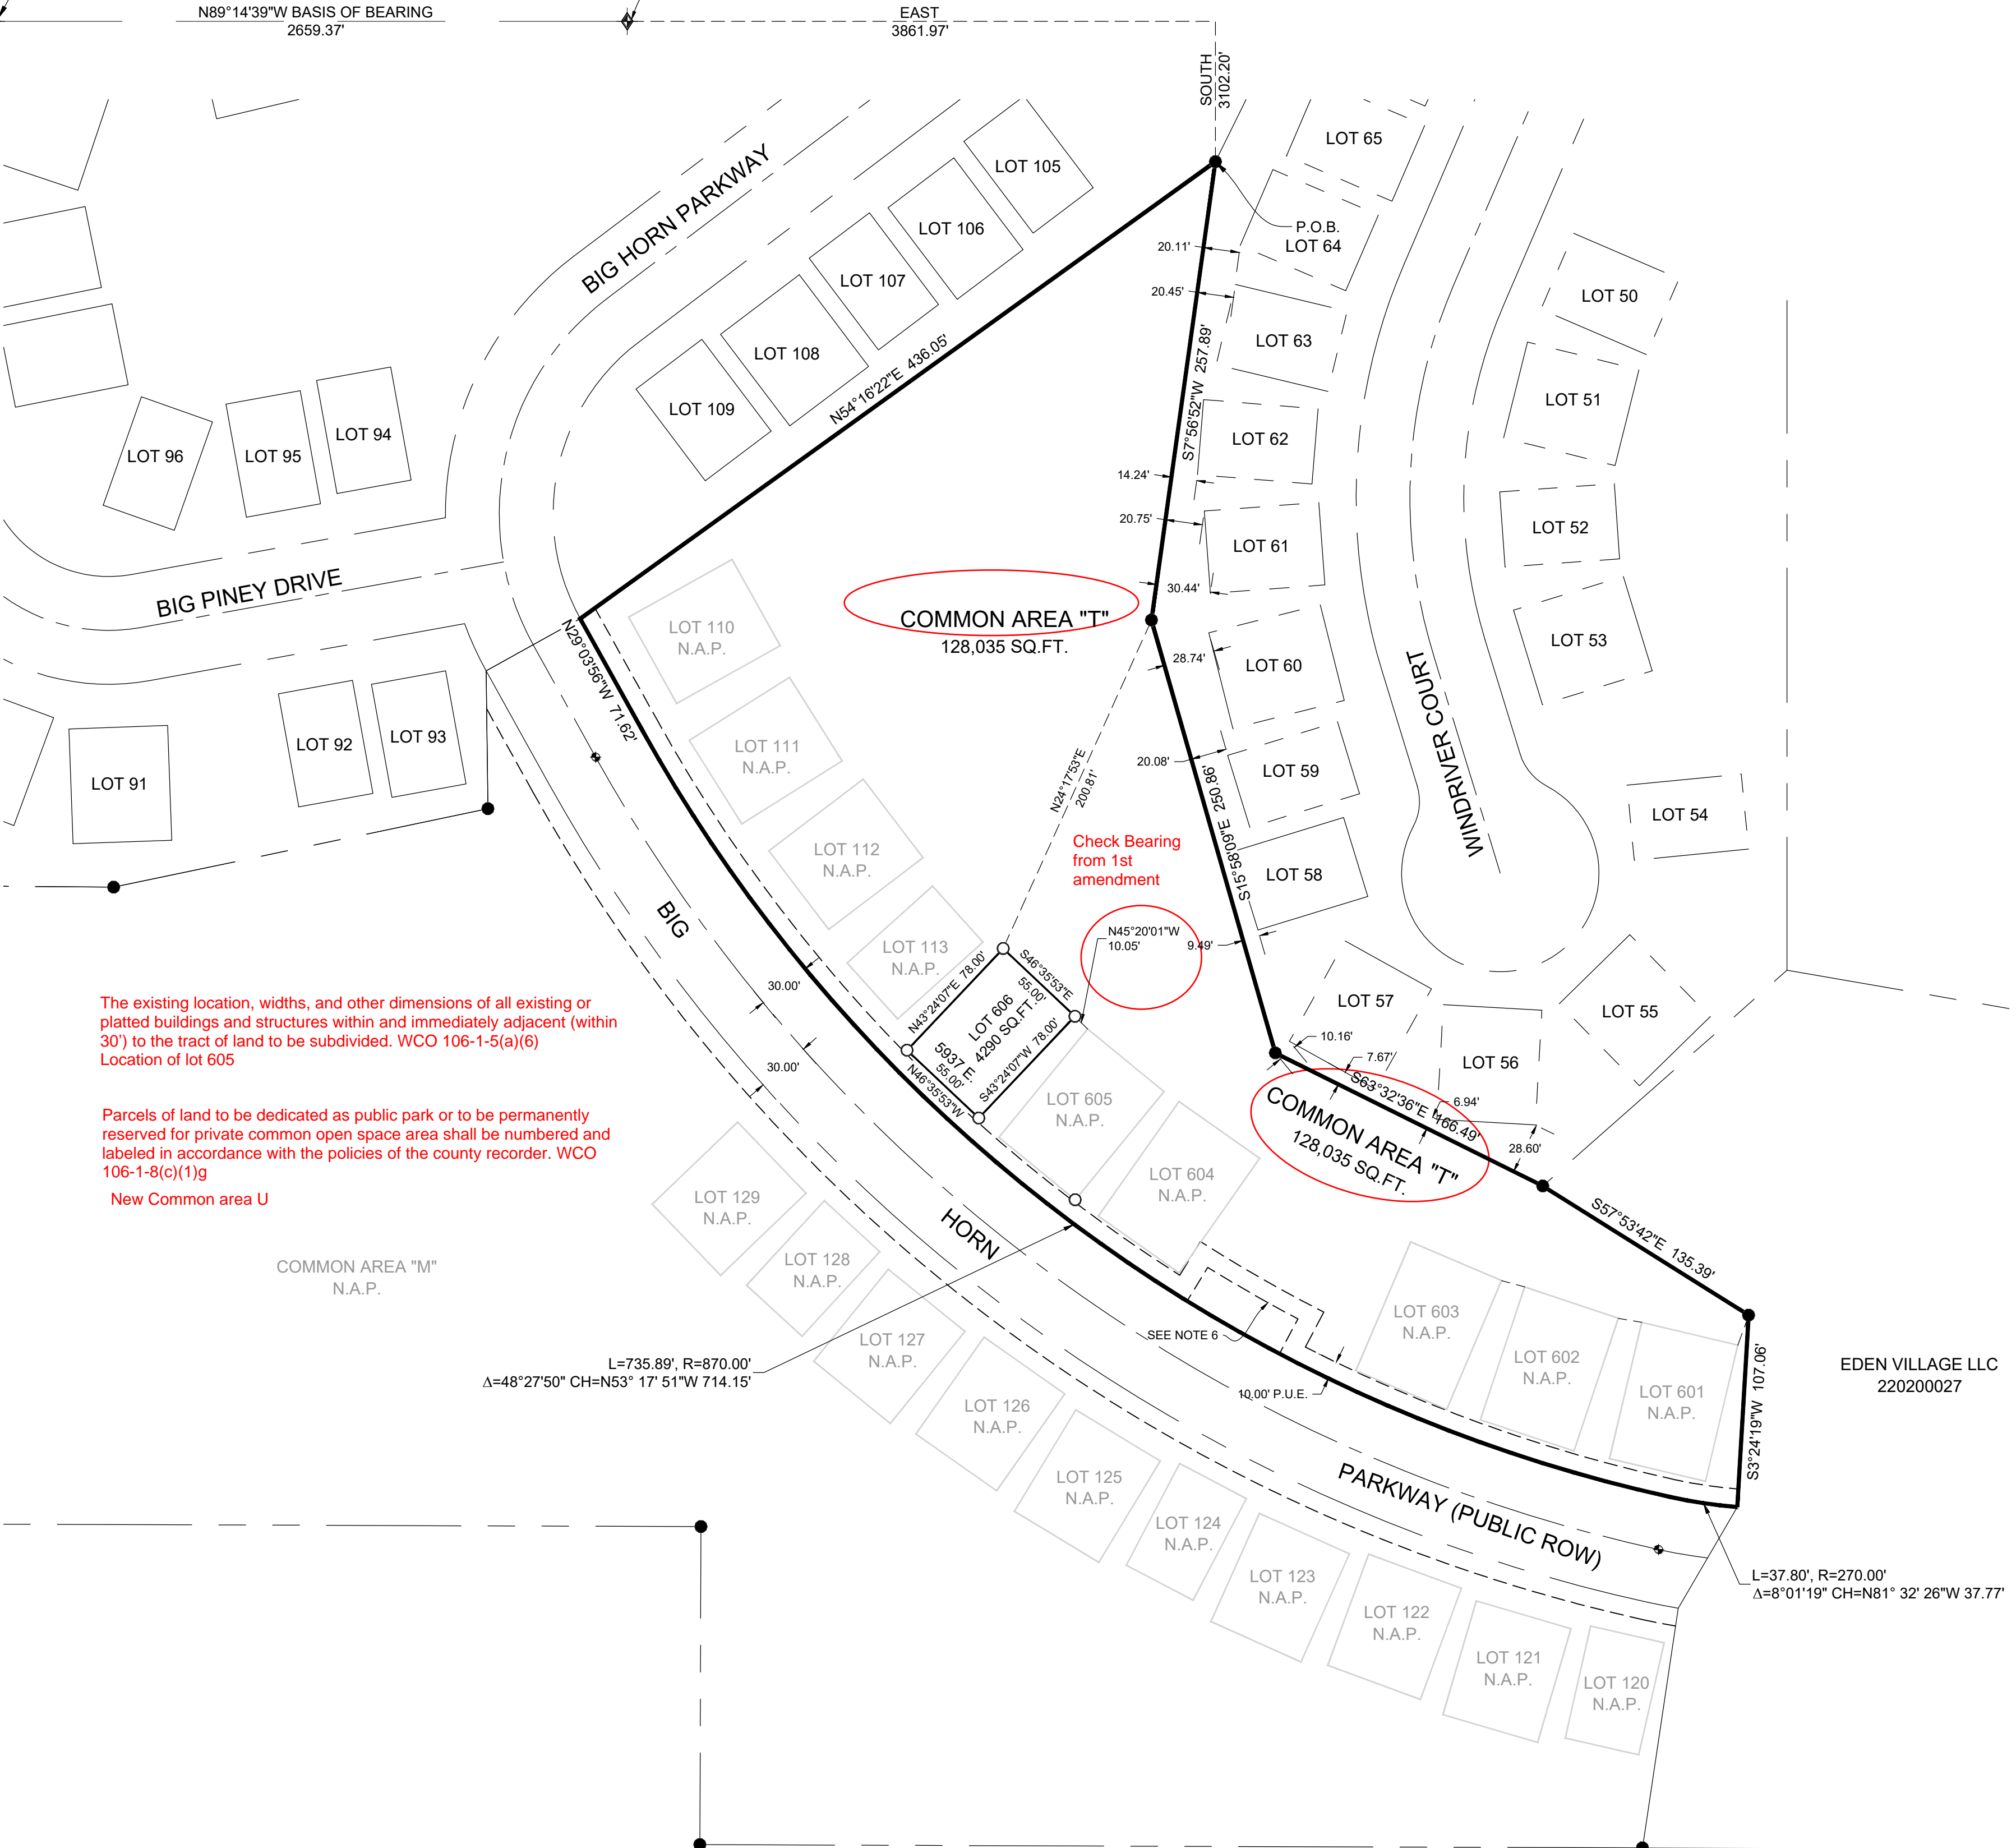 N89°14'39"W BASIS OF BEARING
2659.37'
EAST
3861.97'
SOUTH
3102.20'
LOT 65
LOT 105
BIG HORN PARKWAY
LOT 106
P.O.B.
LOT 64
20.11'
LOT 107
20.45'
LOT 50
LOT 63
LOT 108
N54°16'22"E 436.05'
S7°56'52"W 257.89'
LOT 51
LOT 109
LOT 94
LOT 95
LOT 96
LOT 62
14.24'
20.75'
LOT 52
LOT 61
BIG PINEY DRIVE
30.44'
COMMON AREA "T"
128,035 SQ.FT.
LOT 110
N.A.P.
N29°03'56"W 71.62'
28.74'
LOT 60
LOT 53
WINDRIVER COURT
LOT 92
LOT 93
LOT 91
LOT 111
N.A.P.
N24°17'53"E
200.81'
20.08'
LOT 59
S15°58'09"E 250.86'
LOT 54
Check Bearing
from 1st
amendment
LOT 112
N.A.P.
LOT 58
BIG
LOT 113
N.A.P.
N45°20'01"W
10.05'
9.49'
S46°35'53"E
55.00'
N43°24'07"E 78.00'
LOT 606
4290 SQ.FT.
5937 E.
55.00'
N46°35'53"W
S43°24'07"W 78.00'
30.00'
30.00'
LOT 57
LOT 55
10.16'
7.67'
LOT 56
The existing location, widths, and other dimensions of all existing or
platted buildings and structures within and immediately adjacent (within
30') to the tract of land to be subdivided. WCO 106-1-5(a)(6)
Location of lot 605
S63°32'36"E 166.49'
6.94'
28.60'
COMMON AREA "T"
128,035 SQ.FT.
LOT 605
N.A.P.
Parcels of land to be dedicated as public park or to be permanently
reserved for private common open space area shall be numbered and
labeled in accordance with the policies of the county recorder. WCO
106-1-8(c)(1)g
New Common area U
LOT 604
N.A.P.
LOT 129
N.A.P.
HORN
S57°53'42"E 135.39'
COMMON AREA "M"
N.A.P.
LOT 128
N.A.P.
LOT 127
N.A.P.
SEE NOTE 6
LOT 603
N.A.P.
LOT 602
N.A.P.
LOT 601
N.A.P.
S3°24'19"W 107.06'
EDEN VILLAGE LLC
220200027
L=735.89', R=870.00'
Δ=48°27'50" CH=N53° 17' 51"W 714.15'
10.00' P.U.E.
LOT 126
N.A.P.
LOT 125
N.A.P.
PARKWAY (PUBLIC ROW)
LOT 124
N.A.P.
LOT 123
N.A.P.
L=37.80', R=270.00'
Δ=8°01'19" CH=N81° 32' 26"W 37.77'
LOT 122
N.A.P.
LOT 121
N.A.P.
LOT 120
N.A.P.